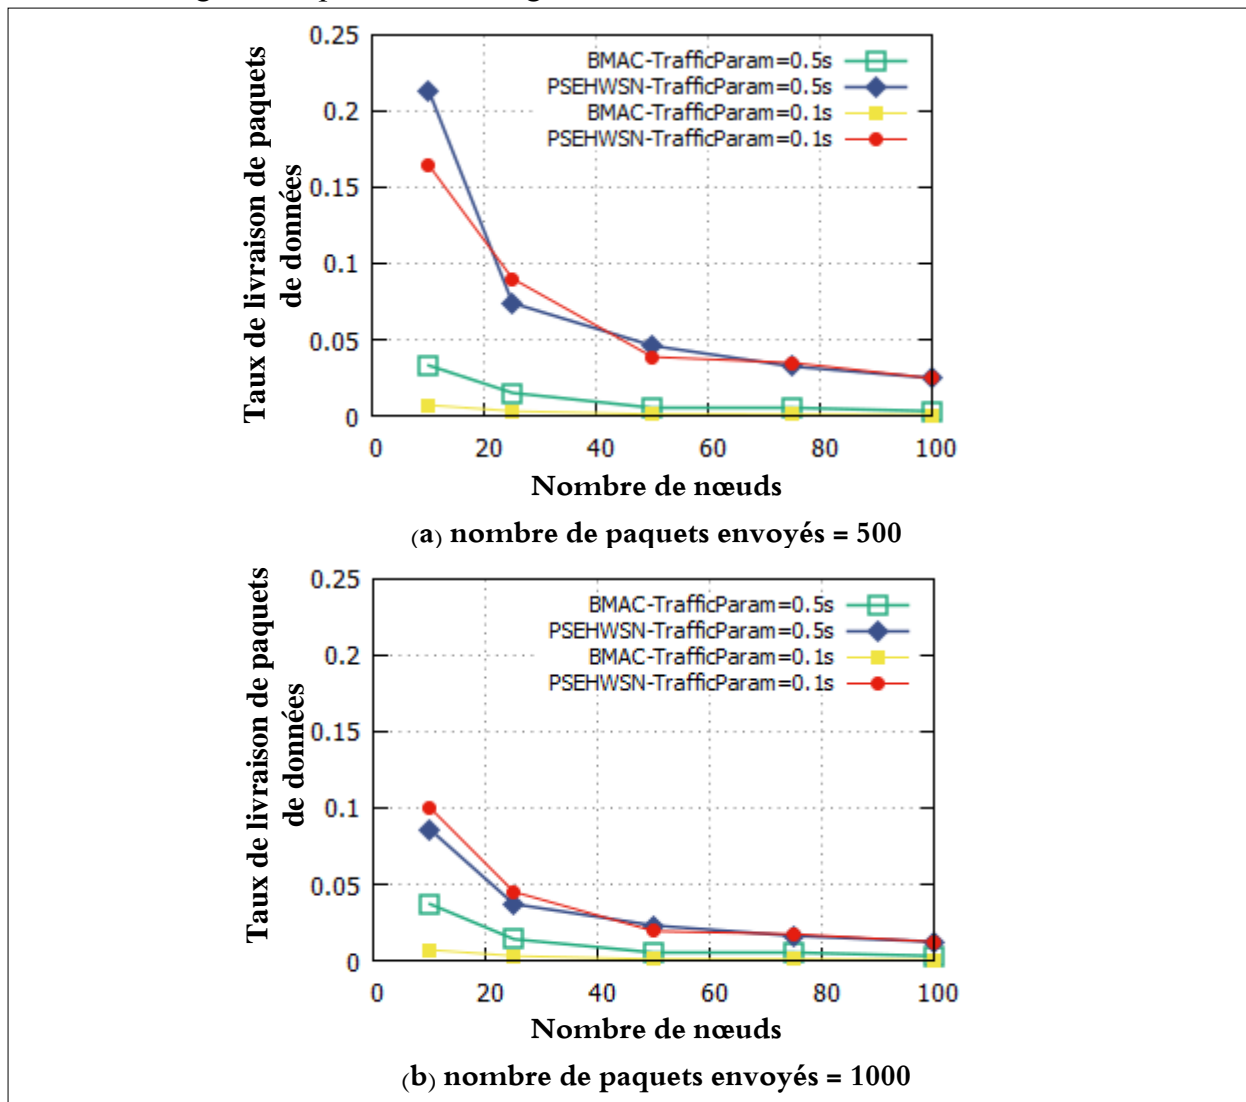 0.25
0.2
0.15
0.1
0.05
0
BMAC-TrafficParam=0.5s
PSEHWSN-TrafficParam=0.5s
BMAC-TrafficParam=0.1s
PSEHWSN-TrafficParam=0.1s
Taux de livraison de paquets
de données
0 20 40 60 80 100
Nombre de nœuds
(a) nombre de paquets envoyés = 500
0.25
0.2
0.15
0.1
0.05
0
BMAC-TrafficParam=0.5s
PSEHWSN-TrafficParam=0.5s
BMAC-TrafficParam=0.1s
PSEHWSN-TrafficParam=0.1s
Taux de livraison de paquets
de données
0 20 40 60 80 100
Nombre de nœuds
(b) nombre de paquets envoyés = 1000